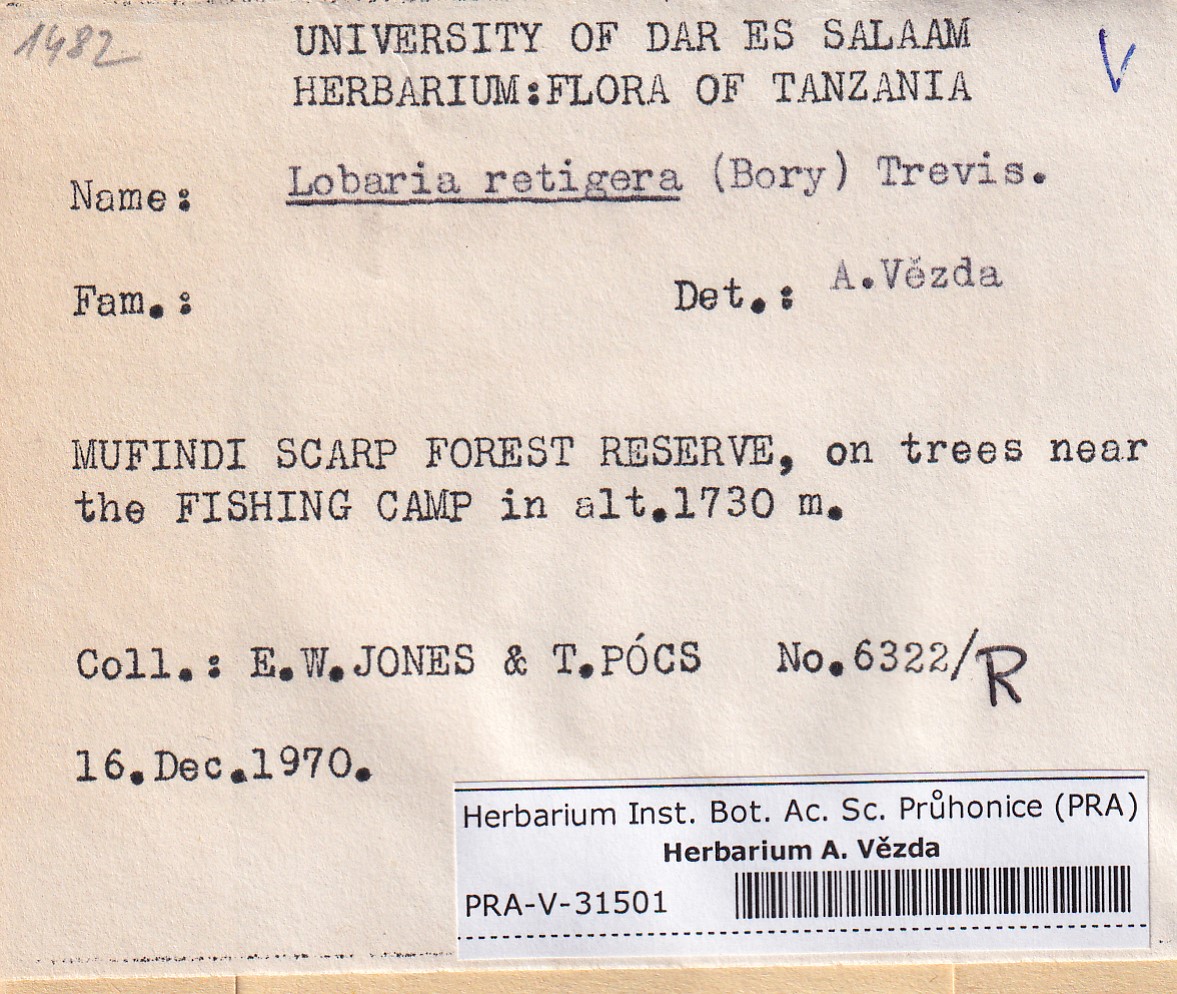 1482
UNIVERSITY OF DAR ES SALAAM
V
HERBARIUM:FLORA OF TANZANIA
Name: Lobaria retigera (Bory) Trevis.
Fam.: Det.: A.Vězda
MUFINDI SCARP FOREST RESERVE, on trees near
the FISHING CAMP in alt.1730 m.
Coll.: E.W.JONES & T.PÓCS No.6322/R
16.Dec.1970.
Herbarium Inst. Bot. Ac. Sc. Průhonice (PRA)
Herbarium A. Vězda
PRA-V-31501